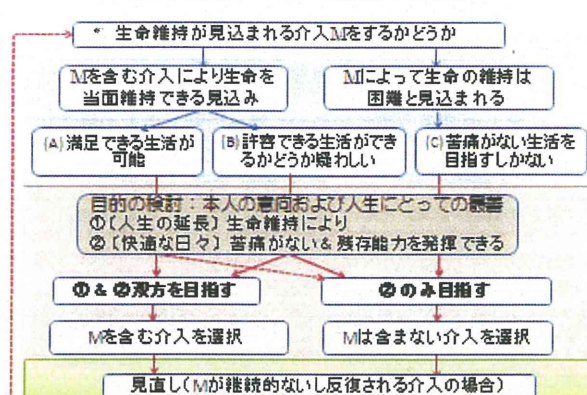 生命維持が見込まれる介入Mをするかどうか
Mを含む介入により生命を
当面維持できる見込み
Mによって生命の維持は
困難と見込まれる
(A)満足できる生活が
可能
(B)許容できる生活ができ
るかどうか疑わしい
(C)苦痛がない生活を
目指すしかない
目的の検討:本人の意向および人生にとっての最善
①〔人生の延長〕生命維持により
②〔快適な日々〕苦痛がない&残存能力を発揮できる
①&②双方を目指す
②のみ目指す
Mを含む介入を選択
Mは含まない介入を選択
見直し(Mが継続的ないし反復される介入の場合)